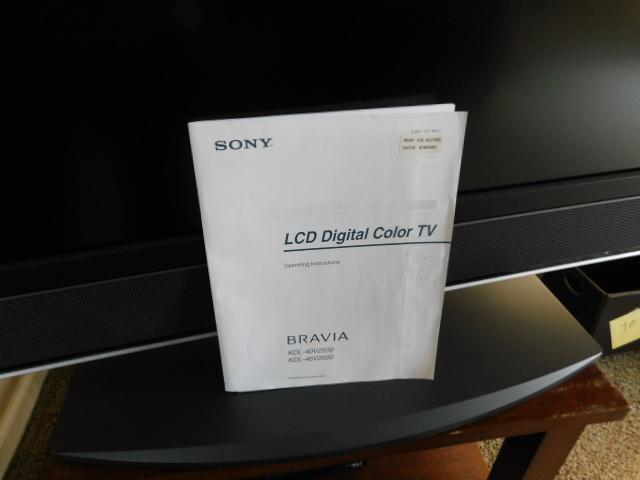 SONY
LCD Digital Color TV
Operating Instructions
BRAVIA
KDL-40V2500
KDL-46V2500